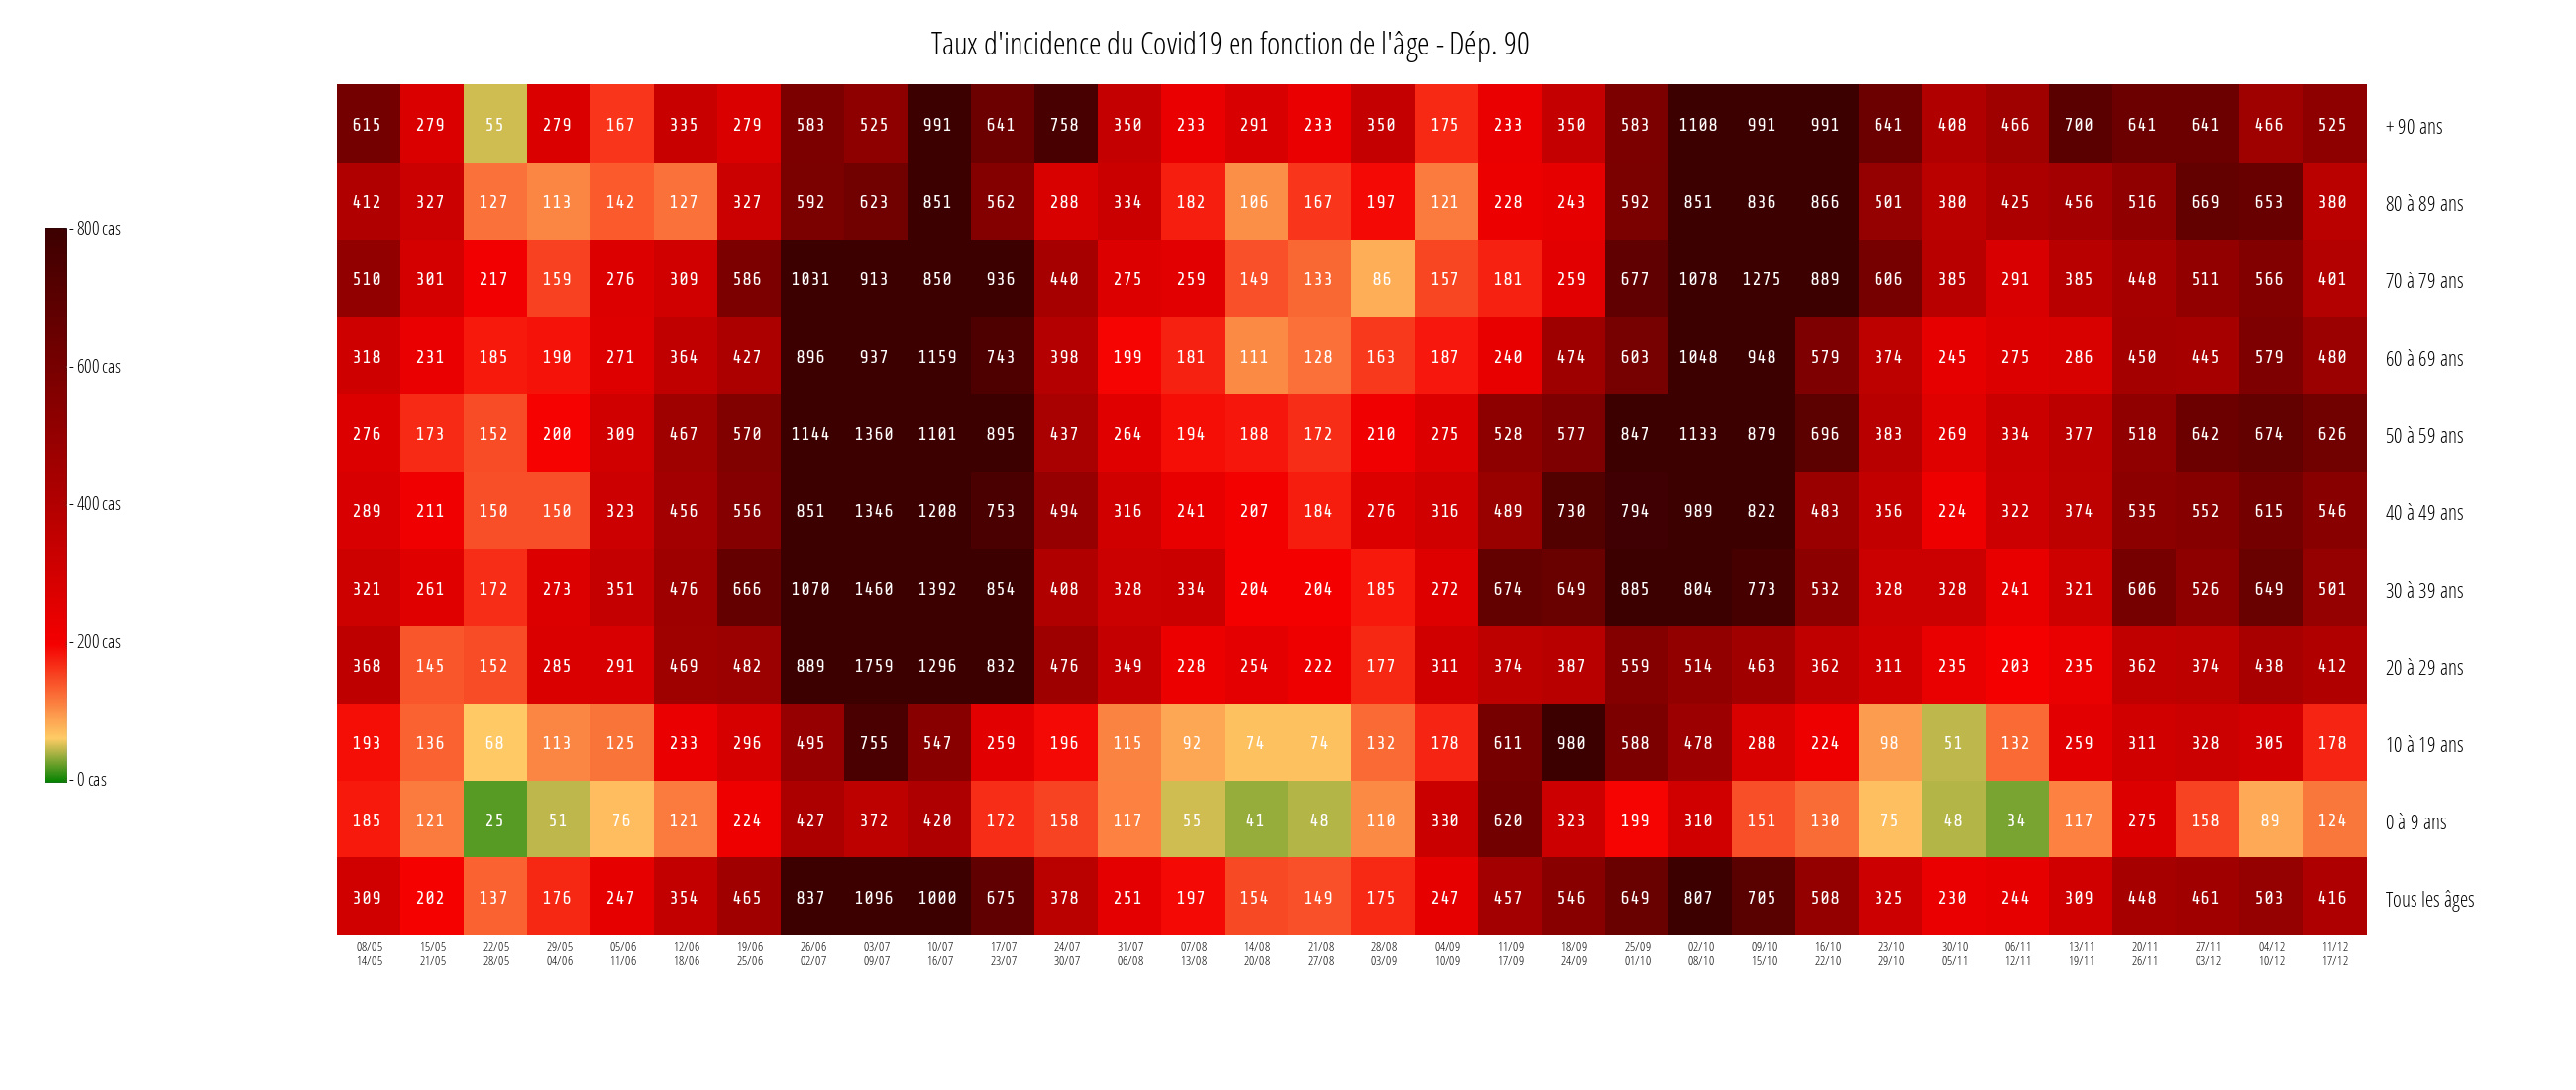 Taux d'incidence du Covid19 en fonction de l'âge - Dép. 90
- 800 cas
- 600 cas
- 400 cas
- 200 cas
- 0 cas
615 279 55 279 167 335 279 583 525 991 641 758 350 233 291 233 350 175 233 350 583 1108 991 991 641 408 466 700 641 641 466 525 + 90 ans
412 327 127 113 142 127 327 592 623 851 562 288 334 182 106 167 197 121 228 243 592 851 836 866 501 380 425 456 516 669 653 380 80 à 89 ans
510 301 217 159 276 309 586 1031 913 850 936 440 275 259 149 133 86 157 181 259 677 1078 1275 889 606 385 291 385 448 511 566 401 70 à 79 ans
318 231 185 190 271 364 427 896 937 1159 743 398 199 181 111 128 163 187 240 474 603 1048 948 579 374 245 275 286 450 445 579 480 60 à 69 ans
276 173 152 200 309 467 570 1144 1360 1101 895 437 264 194 188 172 210 275 528 577 847 1133 879 696 383 269 334 377 518 642 674 626 50 à 59 ans
289 211 150 150 323 456 556 851 1346 1208 753 494 316 241 207 184 276 316 489 730 794 989 822 483 356 224 322 374 535 552 615 546 40 à 49 ans
321 261 172 273 351 476 666 1070 1460 1392 854 408 328 334 204 204 185 272 674 649 885 804 773 532 328 328 241 321 606 526 649 501 30 à 39 ans
368 145 152 285 291 469 482 889 1759 1296 832 476 349 228 254 222 177 311 374 387 559 514 463 362 311 235 203 235 362 374 438 412 20 à 29 ans
193 136 68 113 125 233 296 495 755 547 259 196 115 92 74 74 132 178 611 980 588 478 288 224 98 51 132 259 311 328 305 178 10 à 19 ans
185 121 25 51 76 121 224 427 372 420 172 158 117 55 41 48 110 330 620 323 199 310 151 130 75 48 34 117 275 158 89 124 0 à 9 ans
309 202 137 176 247 354 465 837 1096 1000 675 378 251 197 154 149 175 247 457 546 649 807 705 508 325 230 244 309 448 461 503 416 Tous les âges
08/05 15/05 22/05 29/05 05/06 12/06 19/06 26/06 03/07 10/07 17/07 24/07 31/07 07/08 14/08 21/08 28/08 04/09 11/09 18/09 25/09 02/10 09/10 16/10 23/10 30/10 06/11 13/11 20/11 27/11 04/12 11/12
14/05 21/05 28/05 04/06 11/06 18/06 25/06 02/07 09/07 16/07 23/07 30/07 06/08 13/08 20/08 27/08 03/09 10/09 17/09 24/09 01/10 08/10 15/10 22/10 29/10 05/11 12/11 19/11 26/11 03/12 10/12 17/12